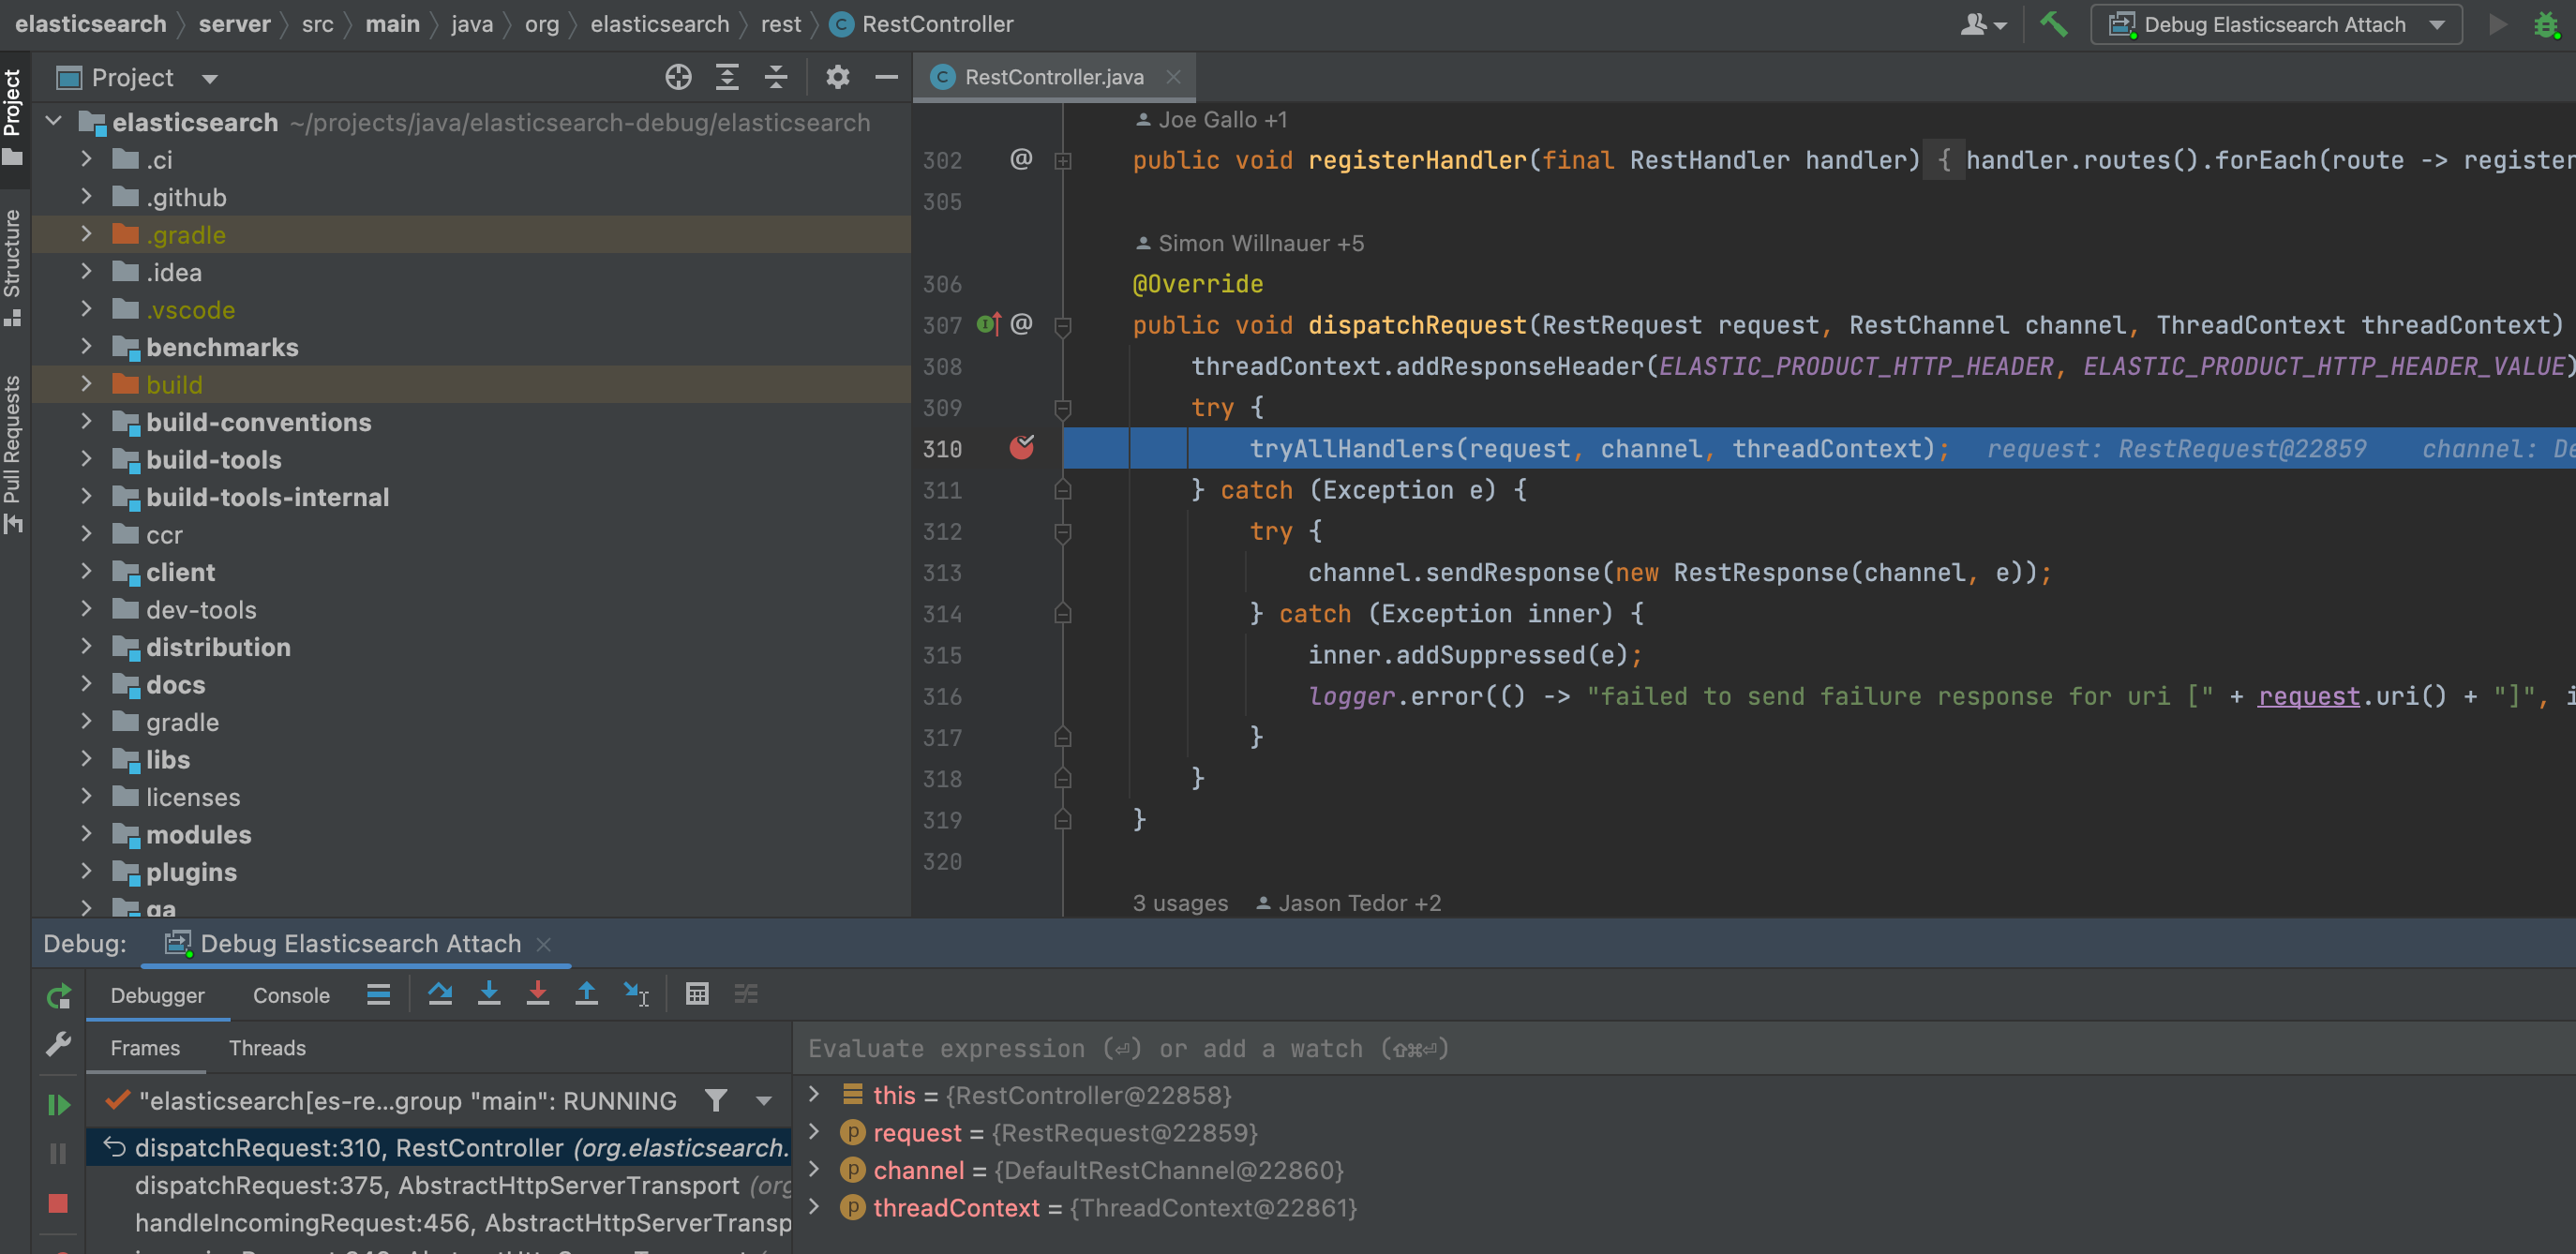 elasticsearch server src main java org elasticsearch rest RestController
Debug Elasticsearch Attach
Project
Structure
Pull Requests
Project
elasticsearch ~/projects/java/elasticsearch-debug/elasticsearch
.ci
.github
.gradle
.idea
.vscode
benchmarks
build
build-conventions
build-tools
build-tools-internal
ccr
client
dev-tools
distribution
docs
gradle
libs
licenses
modules
plugins
qa
RestController.java
Joe Gallo +1
302 @ public void registerHandler(final RestHandler handler) { handler.routes().forEach(route -> register
305
Simon Willnauer +5
306 @Override
307 @ public void dispatchRequest(RestRequest request, RestChannel channel, ThreadContext threadContext)
308 threadContext.addResponseHeader(ELASTIC_PRODUCT_HTTP_HEADER, ELASTIC_PRODUCT_HTTP_HEADER_VALUE)
309 try {
310 tryAllHandlers(request, channel, threadContext); request: RestRequest@22859 channel: De
311 } catch (Exception e) {
312 try {
313 channel.sendResponse(new RestResponse(channel, e));
314 } catch (Exception inner) {
315 inner.addSuppressed(e);
316 logger.error(() -> "failed to send failure response for uri [" + request.uri() + "]", i
317 }
318 }
319 }
320
3 usages Jason Tedor +2
Debug: Debug Elasticsearch Attach
Debugger Console
Frames Threads
"elasticsearch[es-re...group "main": RUNNING
dispatchRequest:310, RestController (org.elasticsearch.
dispatchRequest:375, AbstractHttpServerTransport (org
handleIncomingRequest:456, AbstractHttpServerTransp
Evaluate expression (⏎) or add a watch (⇧⌘⏎)
this = {RestController@22858}
request = {RestRequest@22859}
channel = {DefaultRestChannel@22860}
threadContext = {ThreadContext@22861}